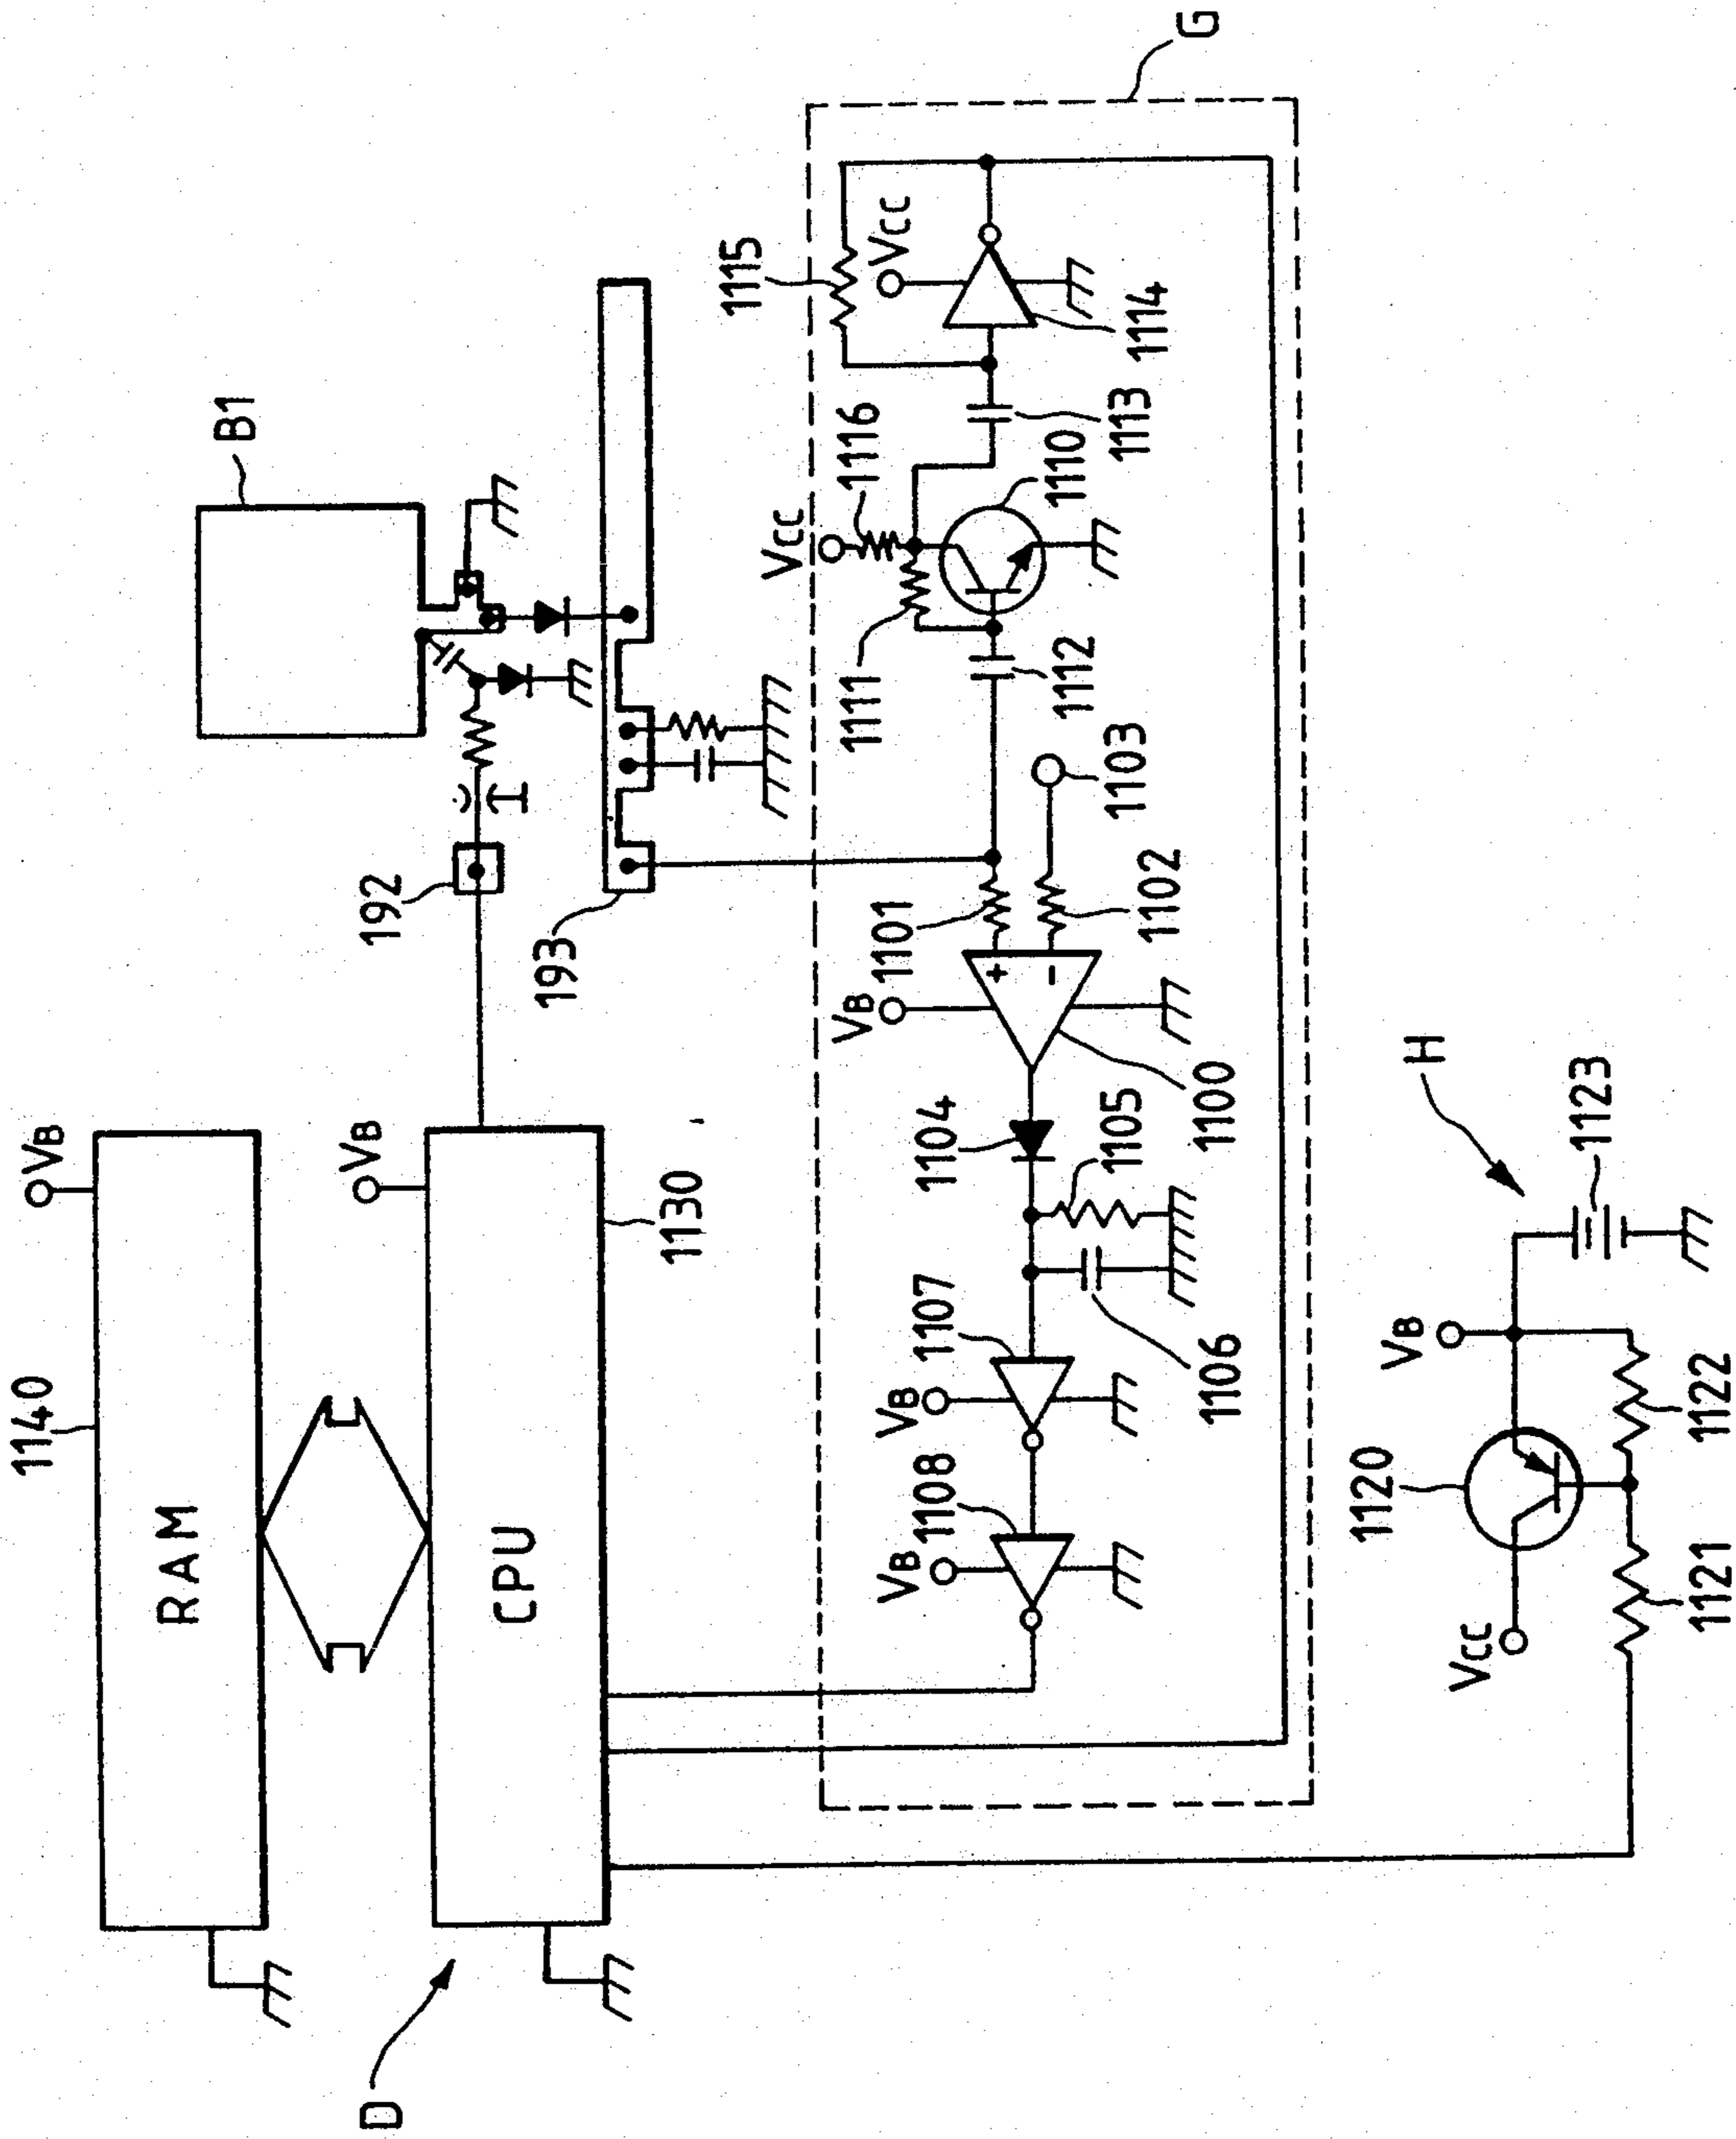 1140
VB
RAM
VB
CPU
1130
D
192
193
B1
G
1115
VCC
1114
1116
1113
VCC
1110
1111
1112
1103
1101
1102
VB
1100
1104
1105
1106
1107
VB
1108
VB
H
1123
VB
1122
1120
1121
VCC
+
−